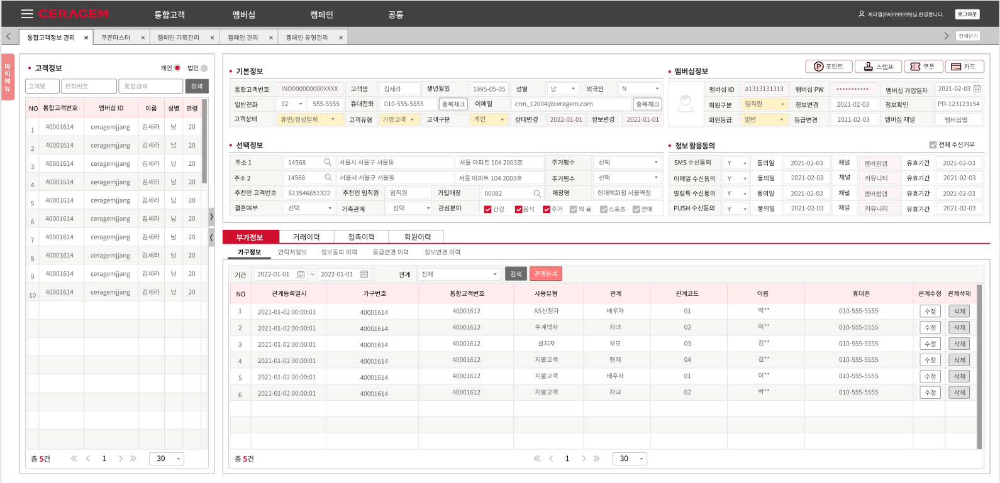 CERAGEM 통합고객 멤버십 캠페인 공통 세라젬(PA9999999)님 환영합니다. 로그아웃
통합고객정보 관리 × 쿠폰마스터 × 캠페인 기획관리 × 캠페인 관리 × 캠페인 유형관리 × 전체닫기
마이메뉴
고객정보 개인 법인
고객명 전화번호 통합검색 검색
NO 통합고객번호 멤버십 ID 이름 성별 연령
1 40001614 ceragemjjang 김세라 남 20
2 40001614 ceragemjjang 김세라 남 20
3 40001614 ceragemjjang 김세라 남 20
4 40001614 ceragemjjang 김세라 남 20
5 40001614 ceragemjjang 김세라 남 20
6 40001614 ceragemjjang 김세라 남 20
7 40001614 ceragemjjang 김세라 남 20
8 40001614 ceragemjjang 김세라 남 20
9 40001614 ceragemjjang 김세라 남 20
10 40001614 ceragemjjang 김세라 남 20
총 5건 1 30
기본정보
통합고객번호 IND00000000XXXX 고객명 김세라 생년월일 1995-05-05 성별 남 외국인 N
일반전화 02 555-5555 휴대전화 010-555-5555 중복체크 이메일 crm_12004@ceragem.com 중복체크
고객상태 휴면/정상탈회 고객유형 가망고객 고객구분 개인 상태변경 2022-01-01 정보변경 2022-01-01
멤버십정보 P 포인트 스템프 쿠폰 카드
멤버십 ID a1313131313 멤버십 PW *********** 멤버십 가입일자 2021-02-03
회원구분 임직원 정보변경 2021-02-03 정보확인 PD-123123154
회원등급 일반 등급변경 2021-02-03 멤버십 채널 멤버십앱
선택정보
주소 1 14568 서울시 서울구 서울동 서울 아파트 104 2003호 주거평수 선택
주소 2 14568 서울시 서울구 서울동 서울 아파트 104 2003호 주거평수 선택
추천인 고객번호 S13546651322 추천인 임직원 임직원 가입매장 00082 매장명 현대백화점 서울역점
결혼여부 선택 가족관계 선택 관심분야 건강 음식 주거 의료 스포츠 연애
정보 활용동의 전체 수신거부
SMS 수신동의 Y 동의일 2021-02-03 채널 멤버쉽앱 유효기간 2021-02-03
이메일 수신동의 Y 동의일 2021-02-03 채널 커뮤니티 유효기간 2021-02-03
알림톡 수신동의 Y 동의일 2021-02-03 채널 멤버쉽앱 유효기간 2021-02-03
PUSH 수신동의 Y 동의일 2021-02-03 채널 커뮤니티 유효기간 2021-02-03
부가정보 거래이력 접촉이력 회원이력
가구정보 연락처정보 정보동의 이력 등급변경 이력 정보변경 이력
기간 2022-01-01 ~ 2022-01-01 관계 전체 검색 관계등록
NO 관계등록일시 가구번호 통합고객번호 사용유형 관계 관계코드 이름 휴대폰 관계수정 관계삭제
1 2021-01-02 00:00:01 40001614 40001612 AS신청자 배우자 01 박** 010-555-5555 수정 삭제
2 2021-01-02 00:00:01 40001614 40001612 주계약자 자녀 02 이** 010-555-5555 수정 삭제
3 2021-01-02 00:00:01 40001614 40001612 설치자 부모 03 김** 010-555-5555 수정 삭제
4 2021-01-02 00:00:01 40001614 40001612 지불고객 형제 04 김** 010-555-5555 수정 삭제
5 2021-01-02 00:00:01 40001614 40001612 지불고객 배우자 01 이** 010-555-5555 수정 삭제
6 2021-01-02 00:00:01 40001614 40001612 지불고객 자녀 02 박** 010-555-5555 수정 삭제
총 5건 1 30